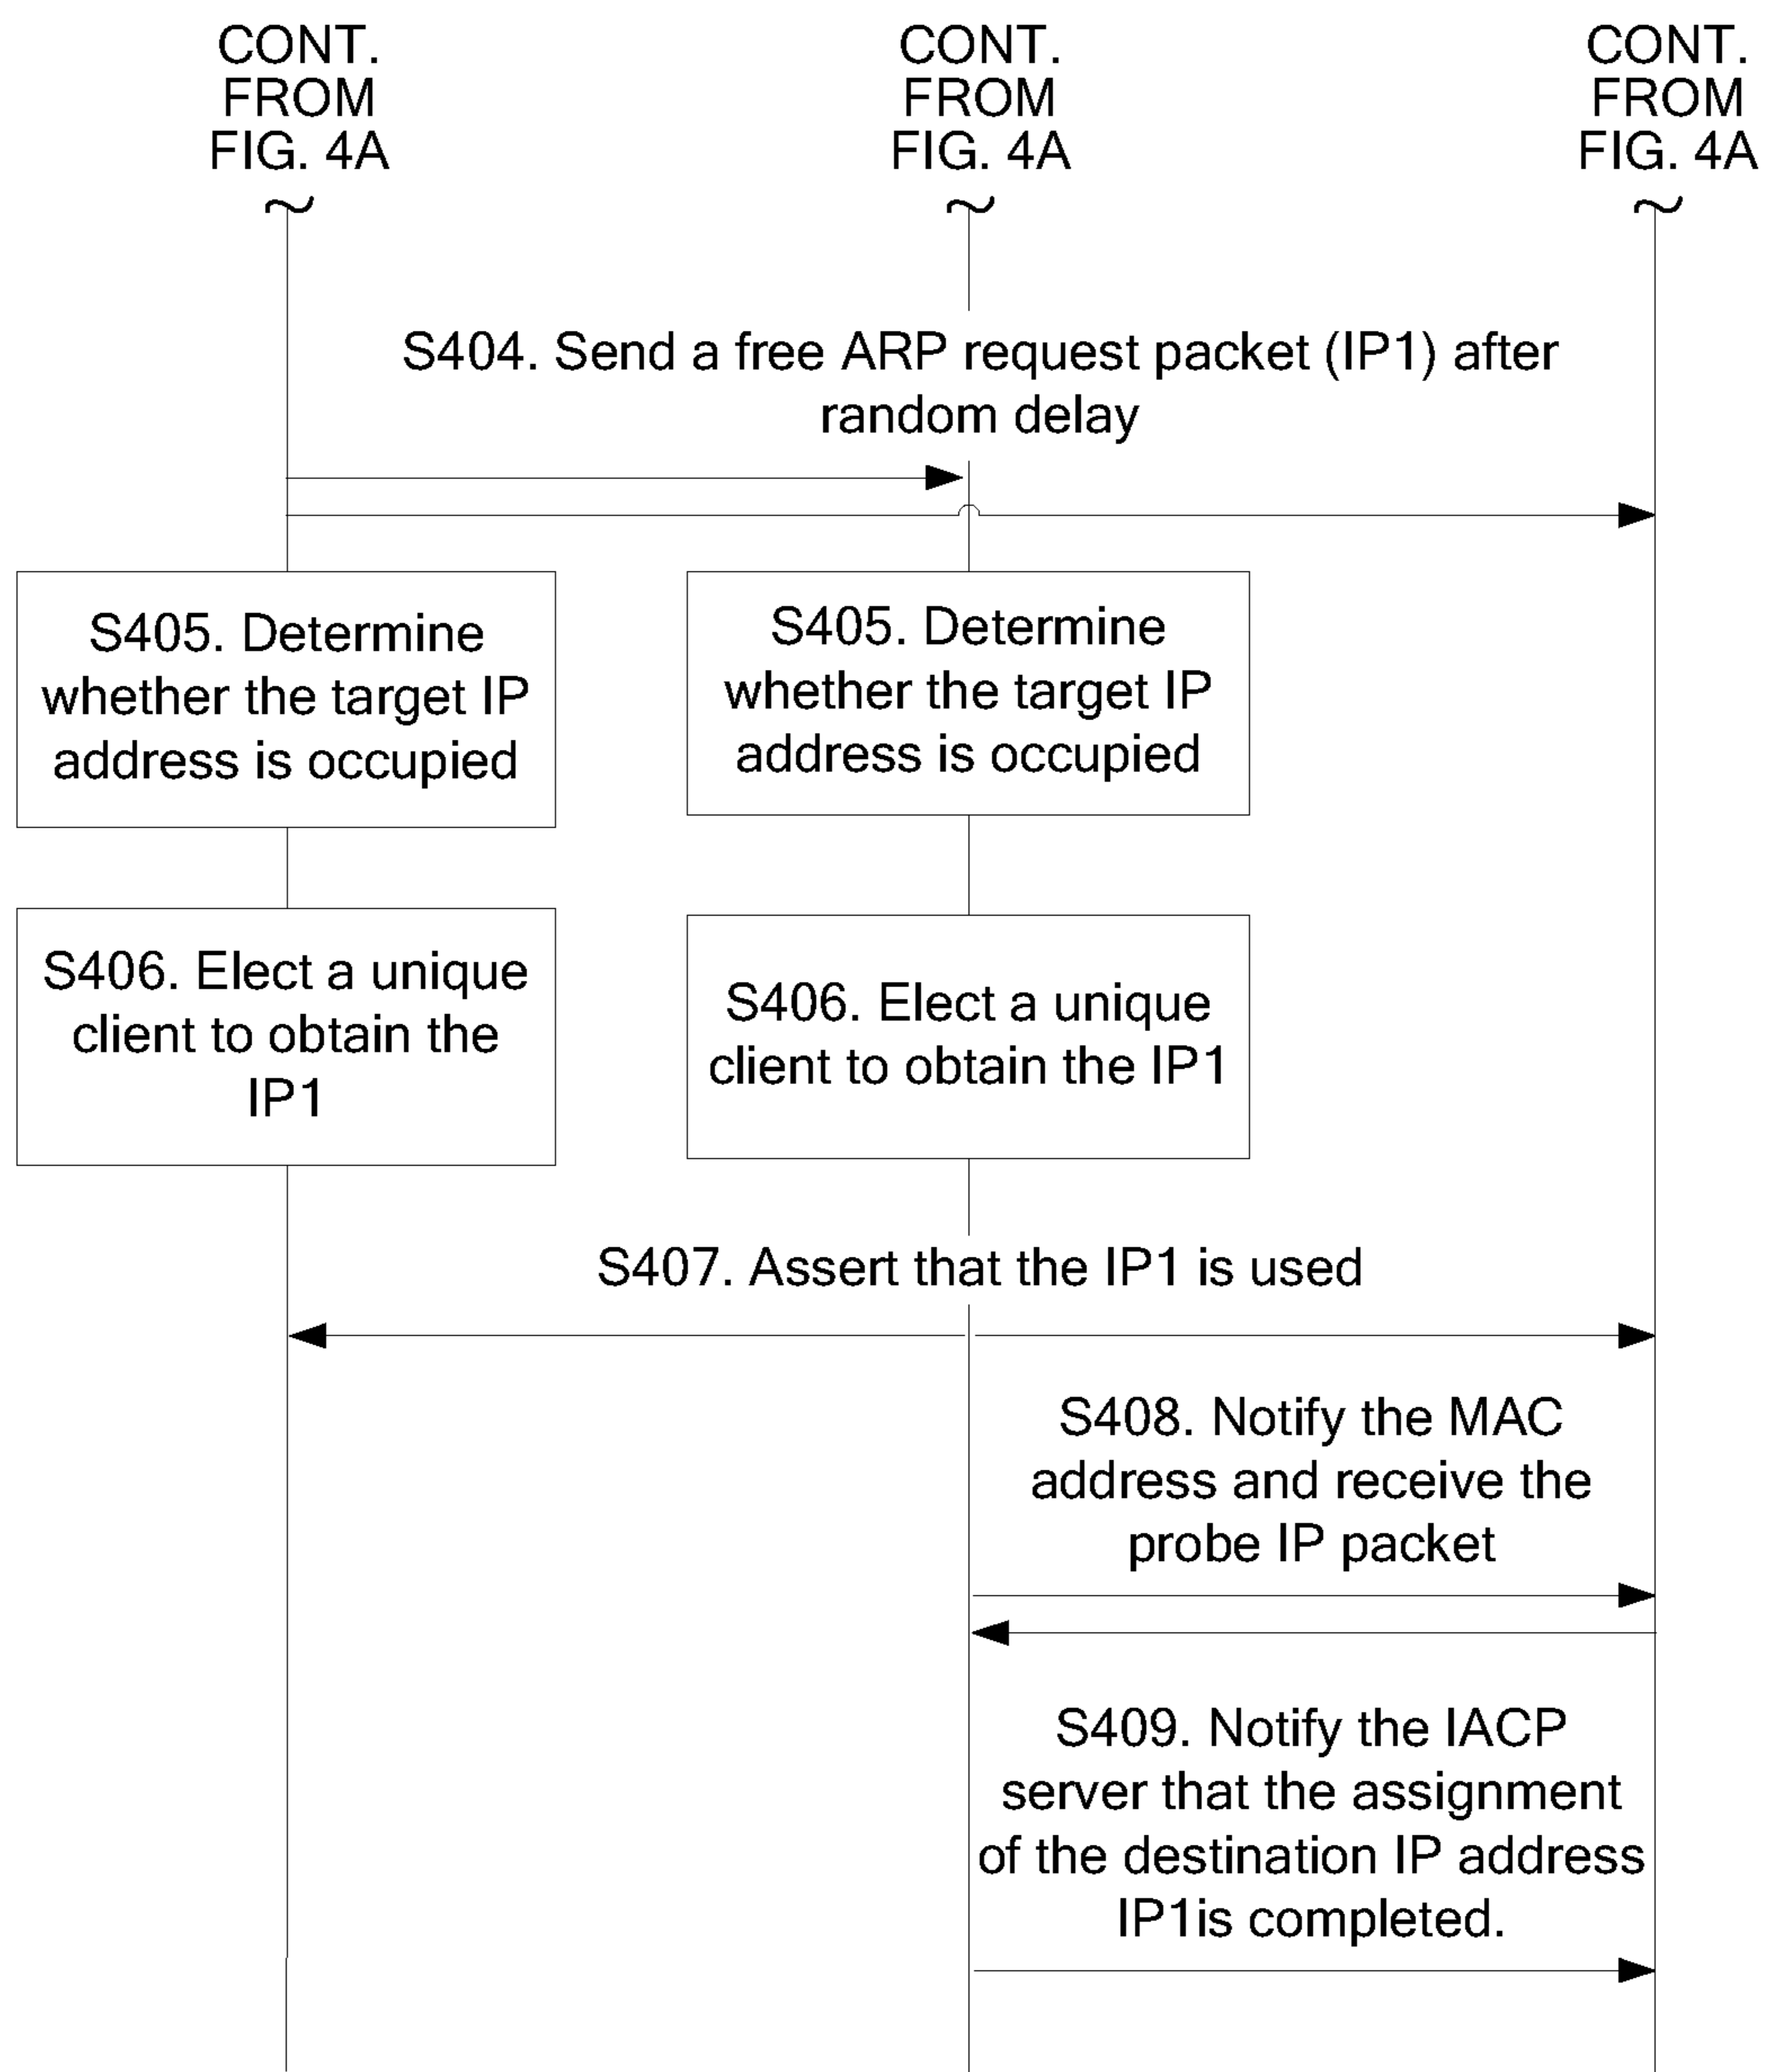 CONT.
FROM
FIG. 4A
CONT.
FROM
FIG. 4A
CONT.
FROM
FIG. 4A
S404. Send a free ARP request packet (IP1) after
random delay
S405. Determine
whether the target IP
address is occupied
S405. Determine
whether the target IP
address is occupied
S406. Elect a unique
client to obtain the
IP1
S406. Elect a unique
client to obtain the IP1
S407. Assert that the IP1 is used
S408. Notify the MAC
address and receive the
probe IP packet
S409. Notify the IACP
server that the assignment
of the destination IP address
IP1is completed.